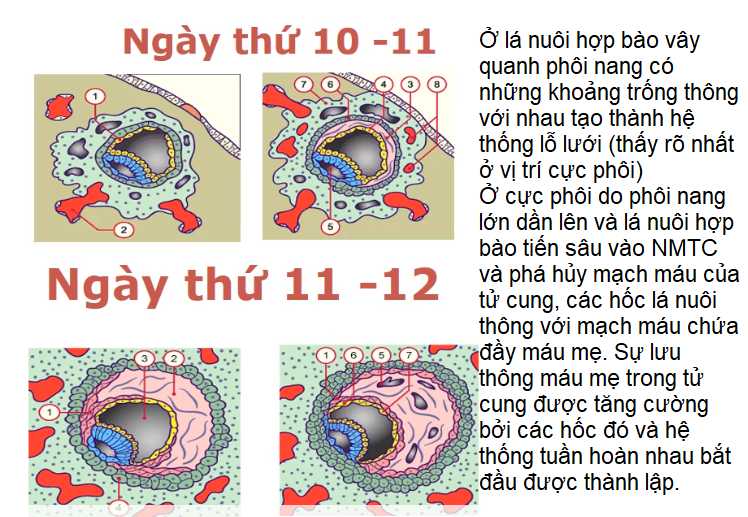 Ngày thứ 10 -11
1
2
7
6
4
3
8
5
Ngày thứ 11 -12
3
2
1
4
1
6
5
7
Ở lá nuôi hợp bào vây
quanh phôi nang có
những khoảng trống thông
với nhau tạo thành hệ
thống lỗ lưới (thấy rõ nhất
ở vị trí cực phôi)
Ở cực phôi do phôi nang
lớn dần lên và lá nuôi hợp
bào tiến sâu vào NMTC
và phá hủy mạch máu của
tử cung, các hốc lá nuôi
thông với mạch máu chứa
đầy máu mẹ. Sự lưu
thông máu mẹ trong tử
cung được tăng cường
bởi các hốc đó và hệ
thống tuần hoàn nhau bắt
đầu được thành lập.